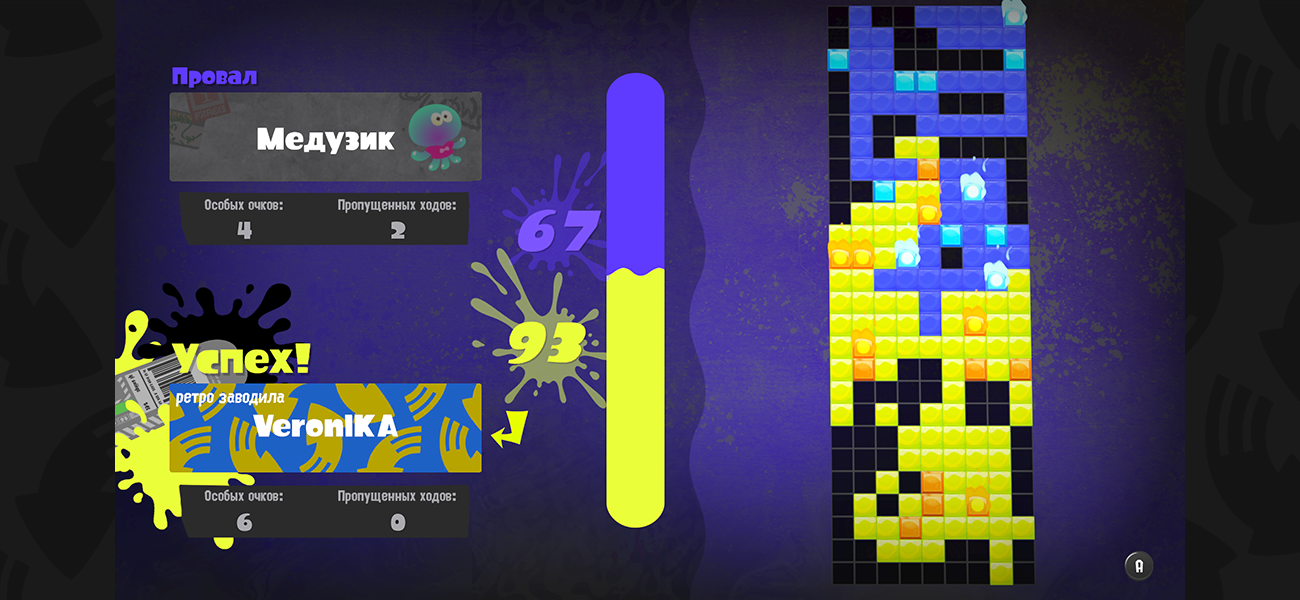 Провал
Медузик
Особых очков:
4
Пропущенных ходов:
2
67
93
Успех!
ретро заводила
VeronIKA
Особых очков:
6
Пропущенных ходов:
0
A